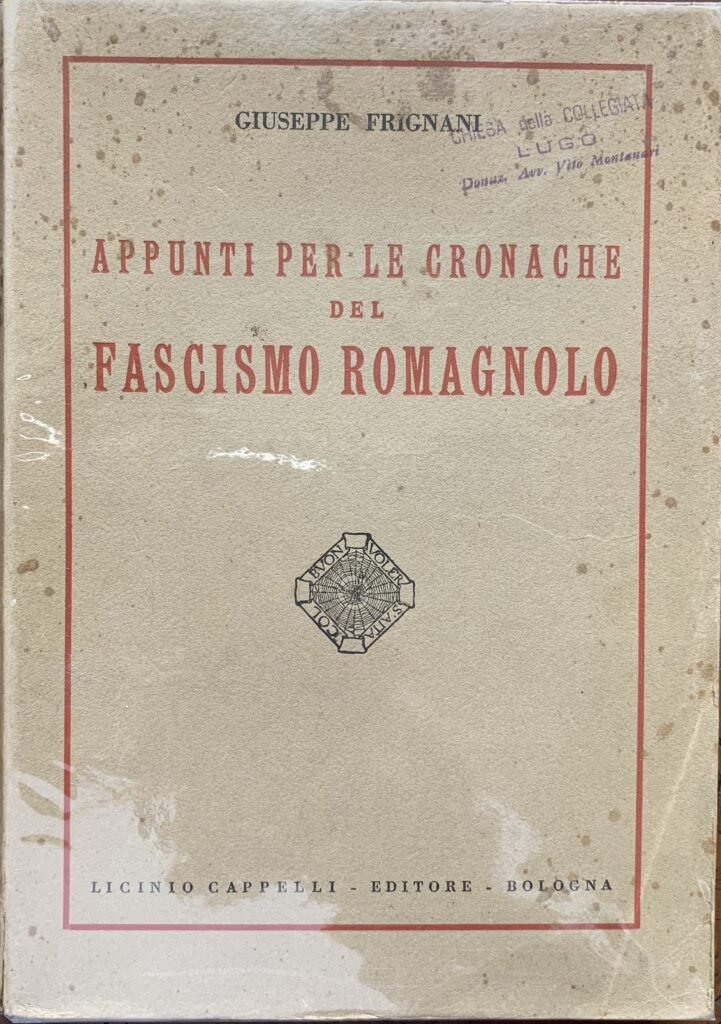 GIUSEPPE FRIGNANI
CHIESA della COLLEGIATA
LUGO
Donaz. Avv. Vito Montanari
APPUNTI PER LE CRONACHE
DEL
FASCISMO ROMAGNOLO
COL BVON VOLER S'AITA
LICINIO CAPPELLI - EDITORE - BOLOGNA